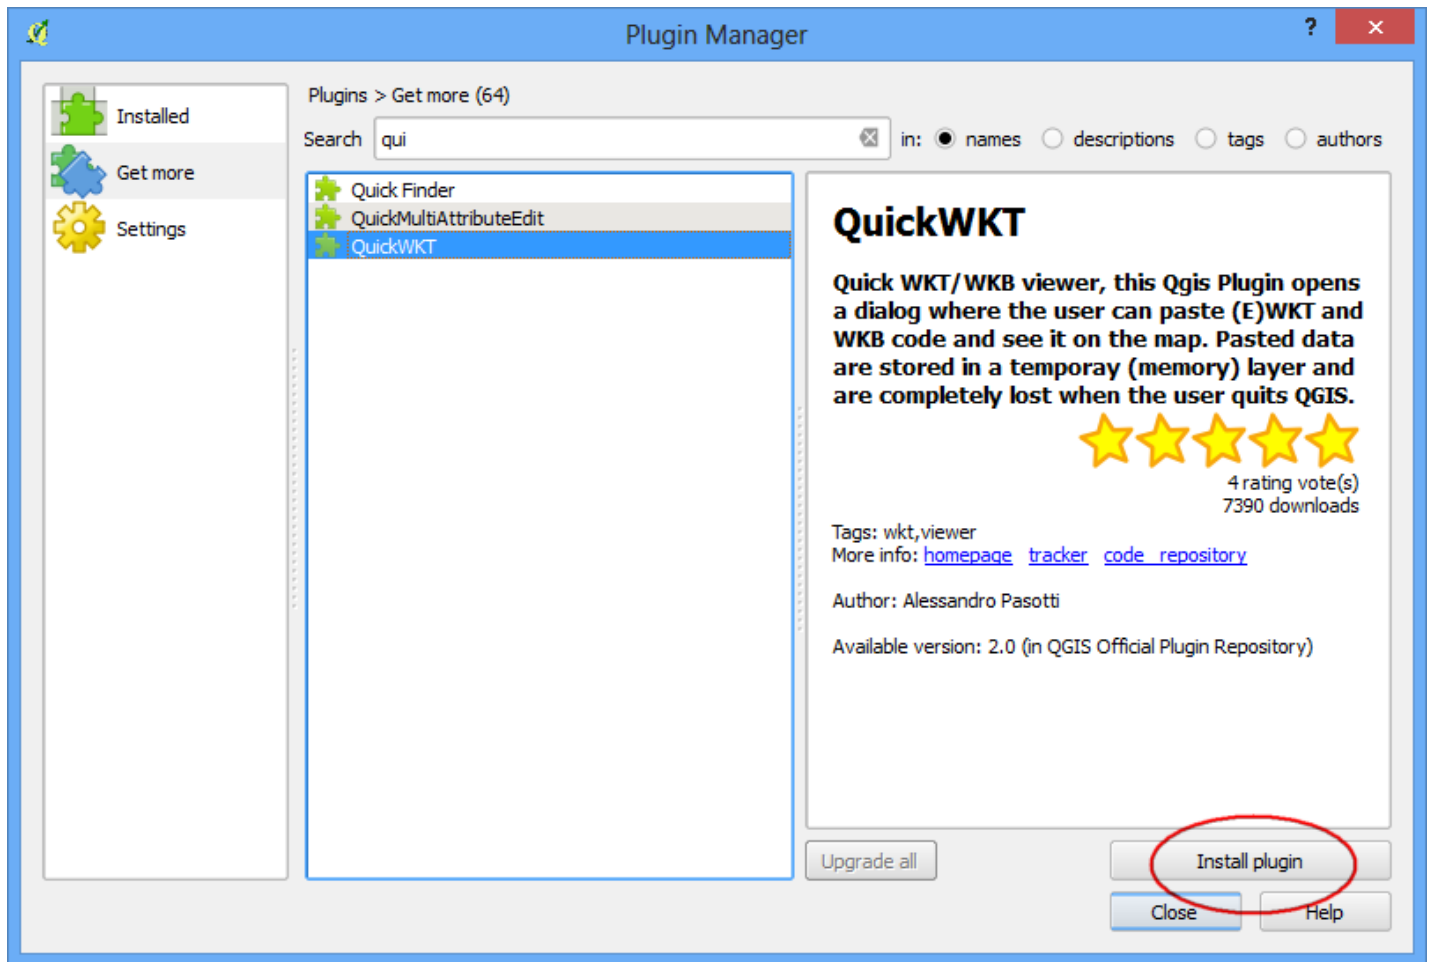 Plugin Manager
?
Installed
Get more
Settings
Plugins > Get more (64)
Search qui in: names descriptions tags authors
Quick Finder
QuickMultiAttributeEdit
QuickWKT
QuickWKT
Quick WKT/WKB viewer, this Qgis Plugin opens
a dialog where the user can paste (E)WKT and
WKB code and see it on the map. Pasted data
are stored in a temporay (memory) layer and
are completely lost when the user quits QGIS.
4 rating vote(s)
7390 downloads
Tags: wkt,viewer
More info: homepage tracker code_repository
Author: Alessandro Pasotti
Available version: 2.0 (in QGIS Official Plugin Repository)
Upgrade all Install plugin
Close Help